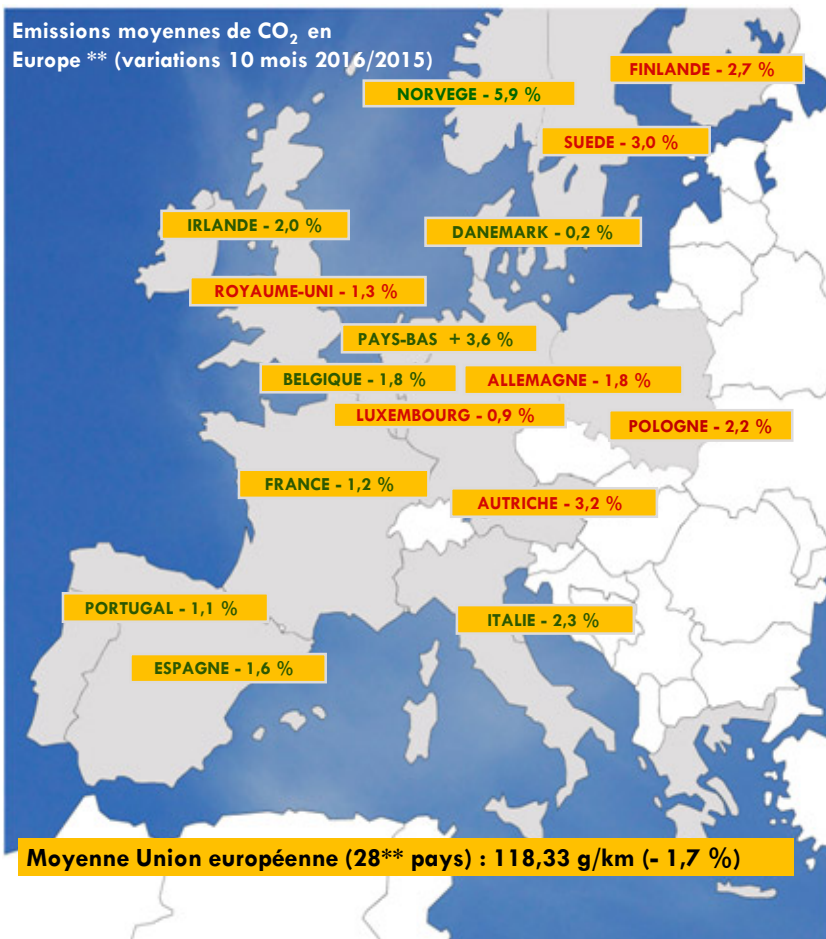 Emissions moyennes de CO₂ en
Europe ** (variations 10 mois 2016/2015)
FINLANDE - 2,7 %
NORVEGE - 5,9 %
SUEDE - 3,0 %
IRLANDE - 2,0 %
DANEMARK - 0,2 %
ROYAUME-UNI - 1,3 %
PAYS-BAS + 3,6 %
BELGIQUE - 1,8 %
ALLEMAGNE - 1,8 %
LUXEMBOURG - 0,9 %
POLOGNE - 2,2 %
FRANCE - 1,2 %
AUTRICHE - 3,2 %
PORTUGAL - 1,1 %
ITALIE - 2,3 %
ESPAGNE - 1,6 %
Moyenne Union européenne (28** pays) : 118,33 g/km (- 1,7 %)